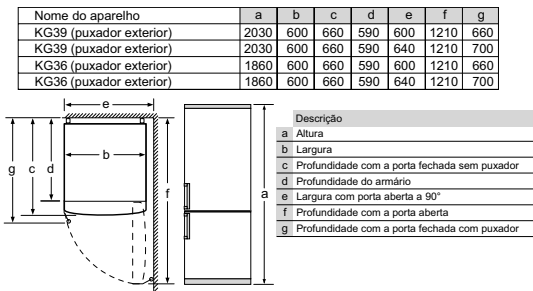 Nome do aparelho a b c d e f g
KG39 (puxador exterior) 2030 600 660 590 600 1210 660
KG39 (puxador exterior) 2030 600 660 590 640 1210 700
KG36 (puxador exterior) 1860 600 660 590 600 1210 660
KG36 (puxador exterior) 1860 600 660 590 640 1210 700
e
b
g c d f a
Descrição
a Altura
b Largura
c Profundidade com a porta fechada sem puxador
d Profundidade do armário
e Largura com porta aberta a 90°
f Profundidade com a porta aberta
g Profundidade com a porta fechada com puxador